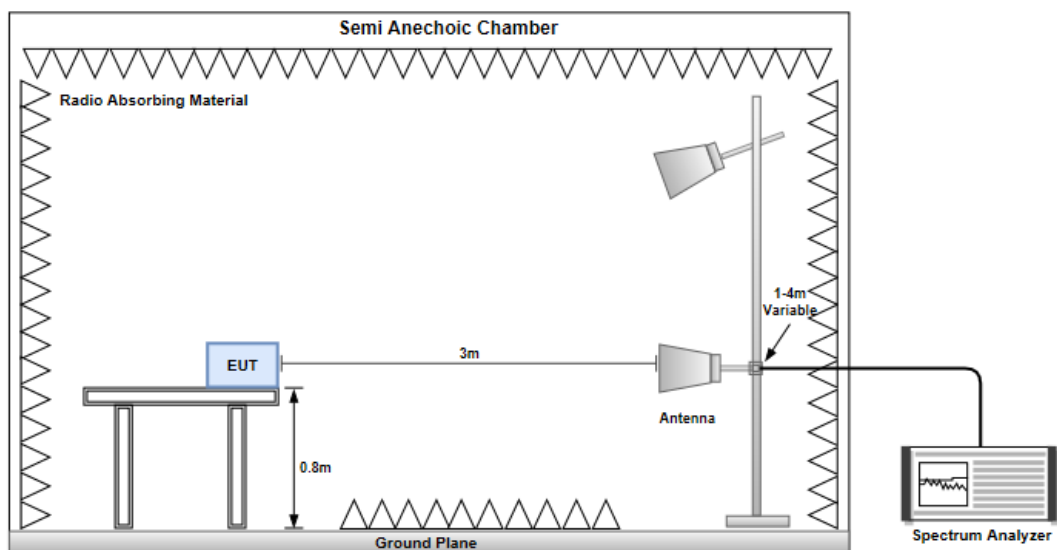 Semi Anechoic Chamber
Radio Absorbing Material
1-4m
Variable
3m
EUT
Antenna
0.8m
Ground Plane
Spectrum Analyzer